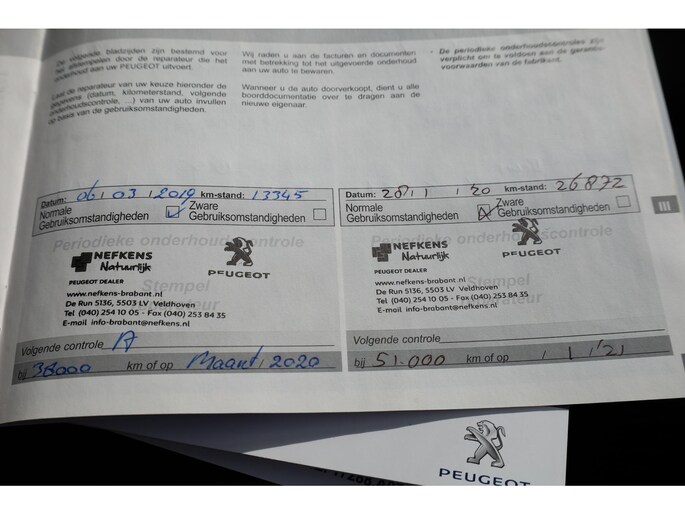 De volgende bladzijden zijn bestemd voor
het afstempelen door de reparateur die het
onderhoud aan uw PEUGEOT uitvoert.
Laat de reparateur van uw keuze hieronder de
gegevens (datum, kilometerstand, volgende
onderhoudscontrole, ...) van uw auto invullen
op basis van de gebruiksomstandigheden.
Wij raden u aan de facturen en documenten
met betrekking tot het uitgevoerde onderhoud
aan uw auto te bewaren.
Wanneer u de auto doorverkoopt, dient u alle
boorddocumentatie over te dragen aan de
nieuwe eigenaar.
* De periodieke onderhoudscontroles zijn
verplicht om te voldoen aan de garantie-
voorwaarden van de fabrikant.
Datum: 06 / 03 / 2019 km-stand: 13345
Normale Gebruiksomstandigheden
Zware Gebruiksomstandigheden
Periodieke onderhoudscontrole
NEFKENS
Natuurlijk
PEUGEOT
PEUGEOT DEALER
www.nefkens-brabant.nl
De Run 5136, 5503 LV Veldhoven
Tel (040) 254 10 05 - Fax (040) 253 84 35
E-mail info-brabant@nefkens.nl
Stempel
reparateur
Volgende controle A
bij 38000 km of op Maart / 2020
Datum: 28 / 1 / 20 km-stand: 26872
Normale Gebruiksomstandigheden
Zware Gebruiksomstandigheden
Periodieke onderhoudscontrole
NEFKENS
Natuurlijk
PEUGEOT
PEUGEOT DEALER
www.nefkens-brabant.nl
De Run 5136, 5503 LV Veldhoven
Tel (040) 254 10 05 - Fax (040) 253 84 35
E-mail info-brabant@nefkens.nl
Stempel
reparateur
Volgende controle
bij 51.000 km of op / 1 / '21
III
PEUGEOT